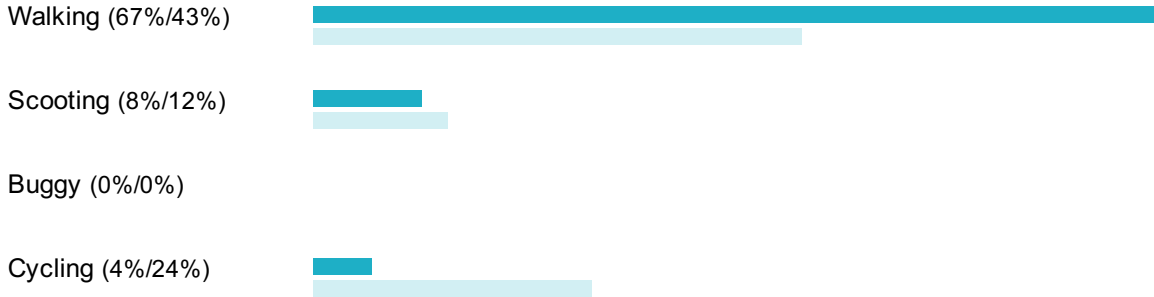 Walking (67%/43%)
Scooting (8%/12%)
Buggy (0%/0%)
Cycling (4%/24%)